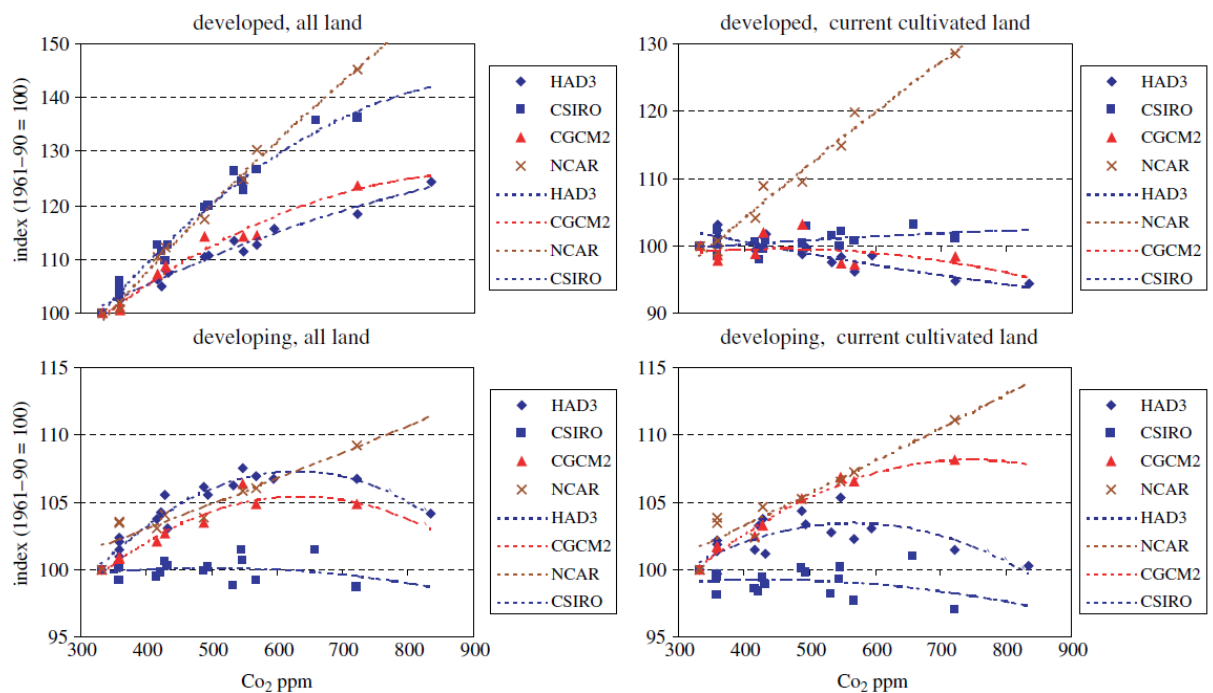 developed, all land
150
140
130
120
110
100
index (1961–90 = 100)
HAD3
CSIRO
CGCM2
NCAR
HAD3
CGCM2
NCAR
CSIRO
developed, current cultivated land
130
120
110
100
90
HAD3
CSIRO
CGCM2
NCAR
HAD3
NCAR
CGCM2
CSIRO
developing, all land
115
110
105
100
95
index (1961–90 = 100)
300 400 500 600 700 800 900
Co2 ppm
HAD3
CSIRO
CGCM2
NCAR
HAD3
CGCM2
NCAR
CSIRO
developing, current cultivated land
115
110
105
100
95
300 400 500 600 700 800 900
Co2 ppm
HAD3
CSIRO
CGCM2
NCAR
HAD3
NCAR
CGCM2
CSIRO